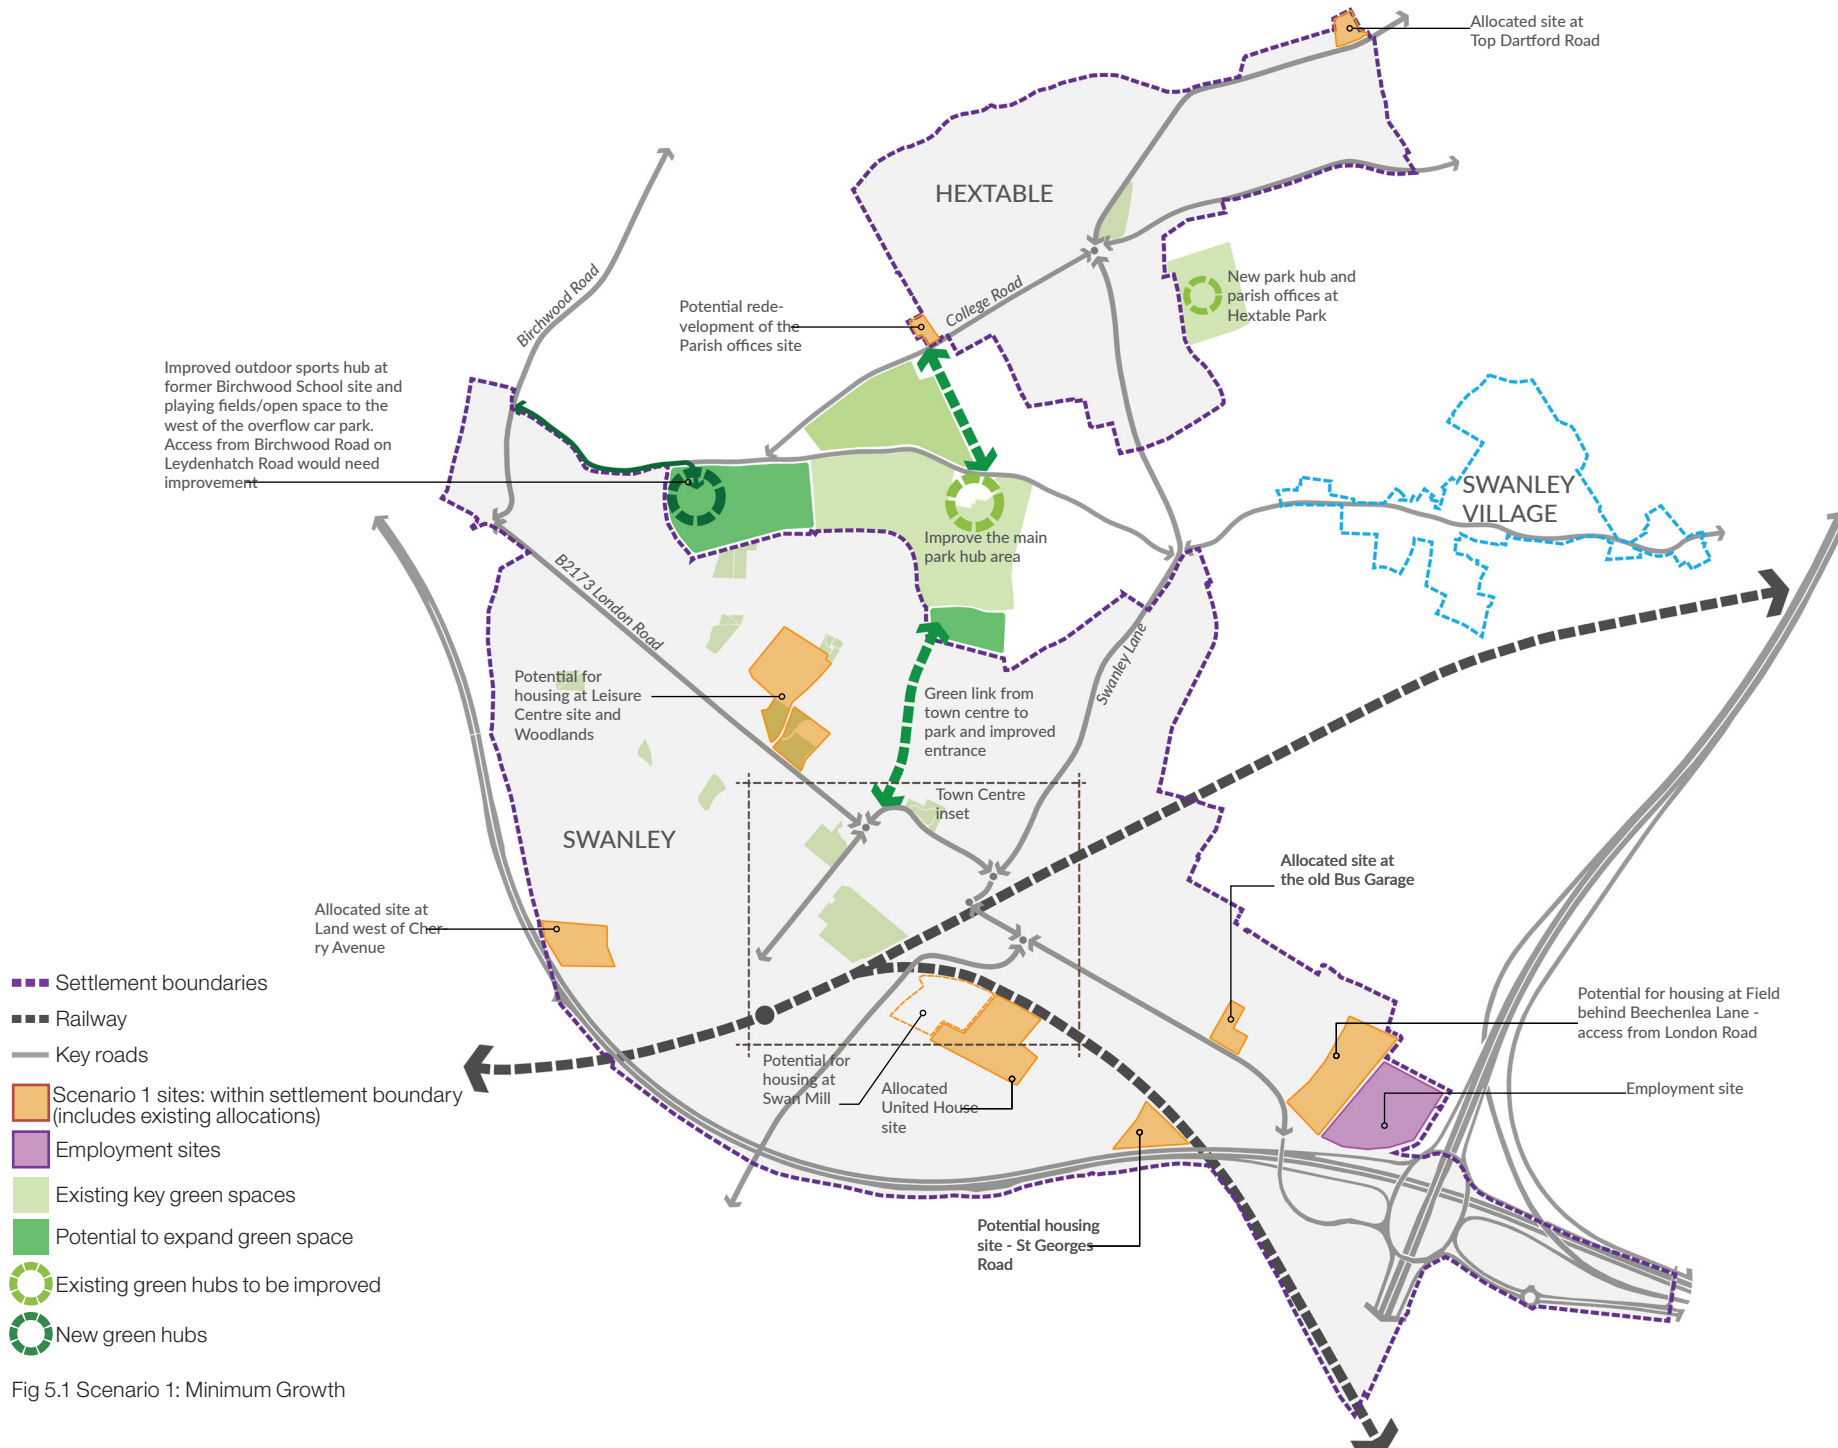 Allocated site at
Top Dartford Road
HEXTABLE
Birchwood Road
College Road
New park hub and
parish offices at
Hextable Park
Potential rede-
velopment of the
Parish offices site
Improved outdoor sports hub at
former Birchwood School site and
playing fields/open space to the
west of the overflow car park.
Access from Birchwood Road on
Leydenhatch Road would need
improvement
SWANLEY
VILLAGE
Improve the main
park hub area
B2173 London Road
Swanley Lane
Potential for
housing at Leisure
Centre site and
Woodlands
Green link from
town centre to
park and improved
entrance
Town Centre
inset
SWANLEY
Allocated site at
the old Bus Garage
Allocated site at
Land west of Cher-
ry Avenue
Potential for housing at Field
behind Beechenlea Lane -
access from London Road
Employment site
Potential for
housing at
Swan Mill
Allocated
United House
site
Potential housing
site - St Georges
Road
Settlement boundaries
Railway
Key roads
Scenario 1 sites: within settlement boundary
(includes existing allocations)
Employment sites
Existing key green spaces
Potential to expand green space
Existing green hubs to be improved
New green hubs
Fig 5.1 Scenario 1: Minimum Growth